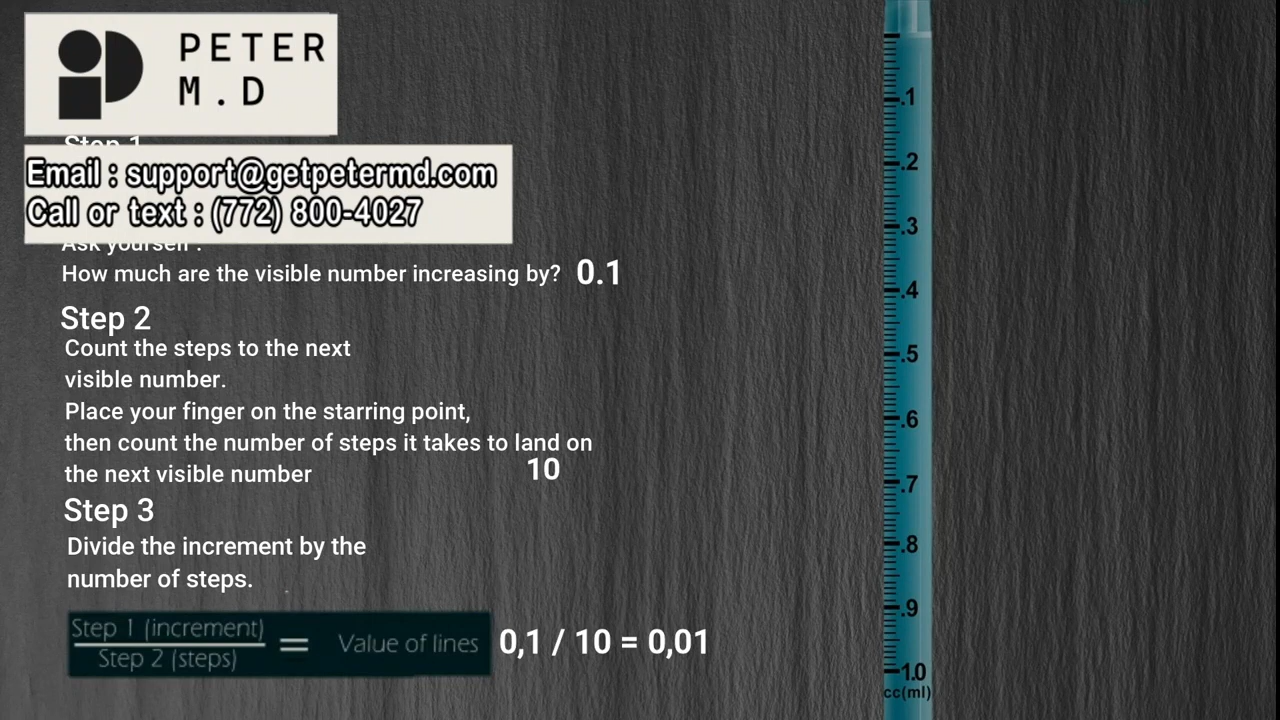 PETER
M.D
Step 1
Email : support@getpetermd.com
Call or text : (772) 800-4027
Ask yourself :
How much are the visible number increasing by? 0.1
Step 2
Count the steps to the next
visible number.
Place your finger on the starring point,
then count the number of steps it takes to land on
the next visible number 10
Step 3
Divide the increment by the
number of steps.
Step 1 (increment)
Step 2 (steps)
= Value of lines 0,1 / 10 = 0,01
.1
.2
.3
.4
.5
.6
.7
.8
.9
1.0
cc(ml)